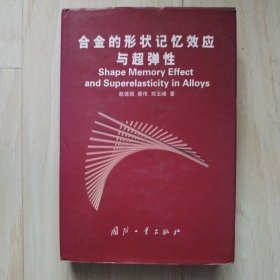 合金的形状记忆效应
与超弹性
Shape Memory Effect
and Superelasticity in Alloys
赵连城 蔡伟 郑玉峰 著
国防工业出版社